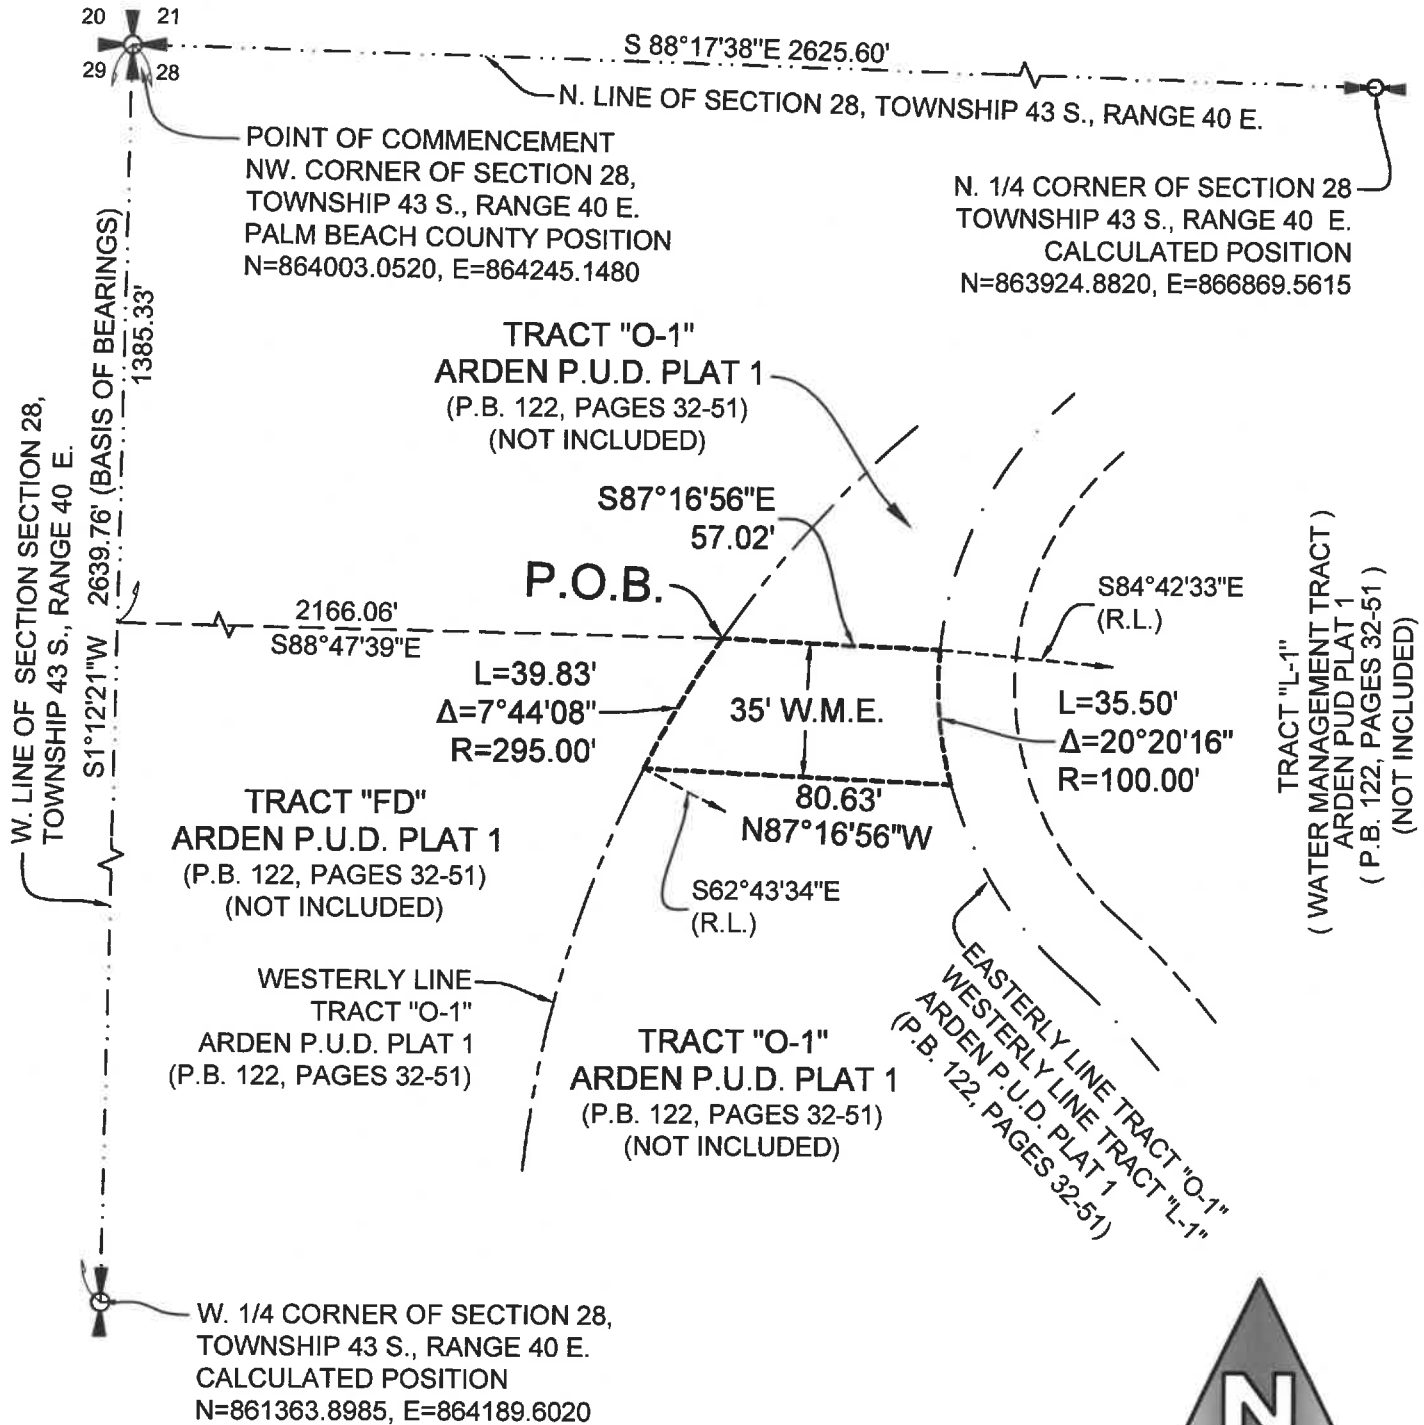 20 21
29 28
S 88°17'38"E 2625.60'
N. LINE OF SECTION 28, TOWNSHIP 43 S., RANGE 40 E.
POINT OF COMMENCEMENT
NW. CORNER OF SECTION 28,
TOWNSHIP 43 S., RANGE 40 E.
PALM BEACH COUNTY POSITION
N=864003.0520, E=864245.1480
N. 1/4 CORNER OF SECTION 28
TOWNSHIP 43 S., RANGE 40 E.
CALCULATED POSITION
N=863924.8820, E=866869.5615
W. LINE OF SECTION SECTION 28,
TOWNSHIP 43 S., RANGE 40 E.
S1°12'21"W 2639.76' (BASIS OF BEARINGS)
1385.33'
TRACT "O-1"
ARDEN P.U.D. PLAT 1
(P.B. 122, PAGES 32-51)
(NOT INCLUDED)
S87°16'56"E
57.02'
P.O.B.
2166.06'
S88°47'39"E
S84°42'33"E
(R.L.)
L=39.83'
Δ=7°44'08"
R=295.00'
35' W.M.E.
L=35.50'
Δ=20°20'16"
R=100.00'
80.63'
N87°16'56"W
S62°43'34"E
(R.L.)
TRACT "L-1"
( WATER MANAGEMENT TRACT )
ARDEN PUD PLAT 1
( P.B. 122, PAGES 32-51 )
(NOT INCLUDED)
TRACT "FD"
ARDEN P.U.D. PLAT 1
(P.B. 122, PAGES 32-51)
(NOT INCLUDED)
WESTERLY LINE
TRACT "O-1"
ARDEN P.U.D. PLAT 1
(P.B. 122, PAGES 32-51)
TRACT "O-1"
ARDEN P.U.D. PLAT 1
(P.B. 122, PAGES 32-51)
(NOT INCLUDED)
EASTERLY LINE TRACT "O-1"
WESTERLY LINE TRACT "L-1"
ARDEN P.U.D. PLAT 1
(P.B. 122, PAGES 32-51)
W. 1/4 CORNER OF SECTION 28,
TOWNSHIP 43 S., RANGE 40 E.
CALCULATED POSITION
N=861363.8985, E=864189.6020
N